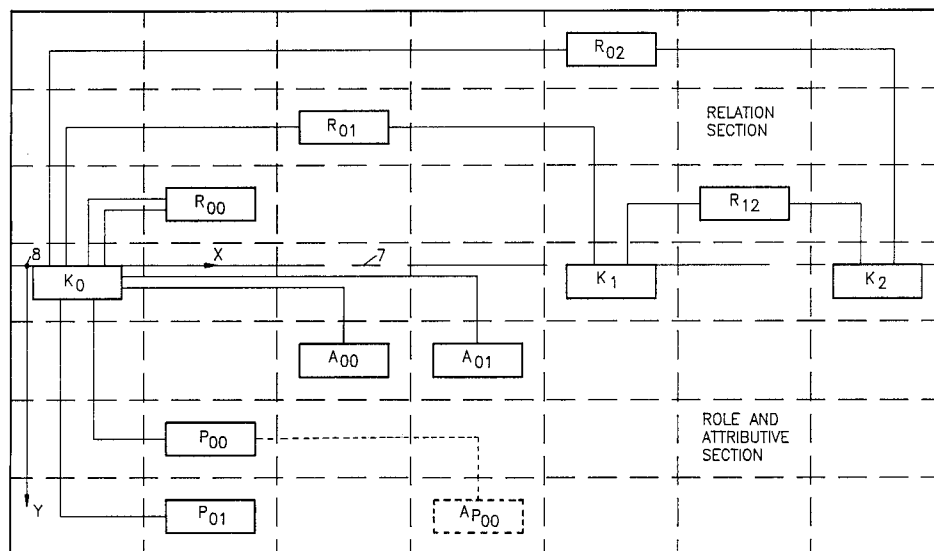 R02
RELATION
SECTION
R01
R00
R12
8
X
7
K0
K1
K2
A00
A01
ROLE AND
ATTRIBUTIVE
SECTION
P00
Y
P01
AP00